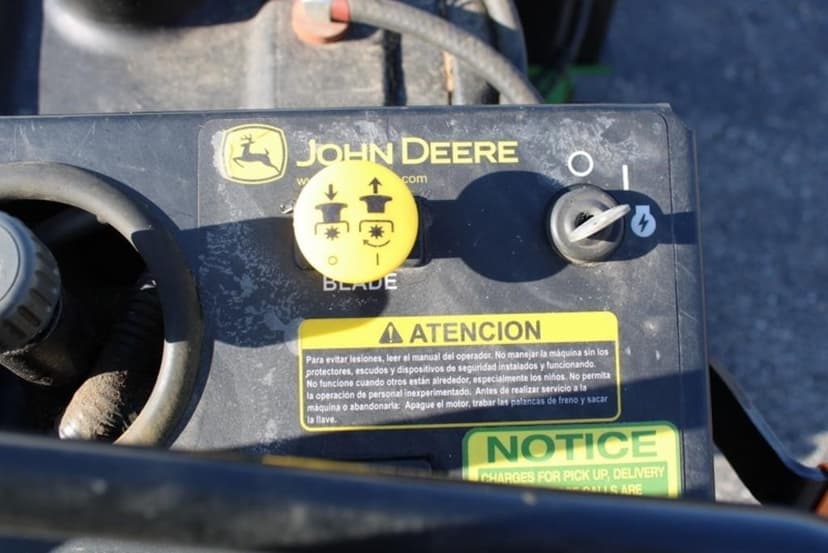 JOHN DEERE
BLADE
ATENCION
Para evitar lesiones, leer el manual del operador. No manejar la máquina sin los
protectores, escudos y dispositivos de seguridad instalados y funcionando.
No funcione cuando otros están alrededor, especialmente los niños. No permita
la operación de personal inexperimentado. Antes de realizar servicio a la
máquina o abandonaria: Apague el motor, trabar las palancas de freno y sacar
la llave.
NOTICE
CHARGES FOR PICK UP, DELIVERY
CALLS ARE